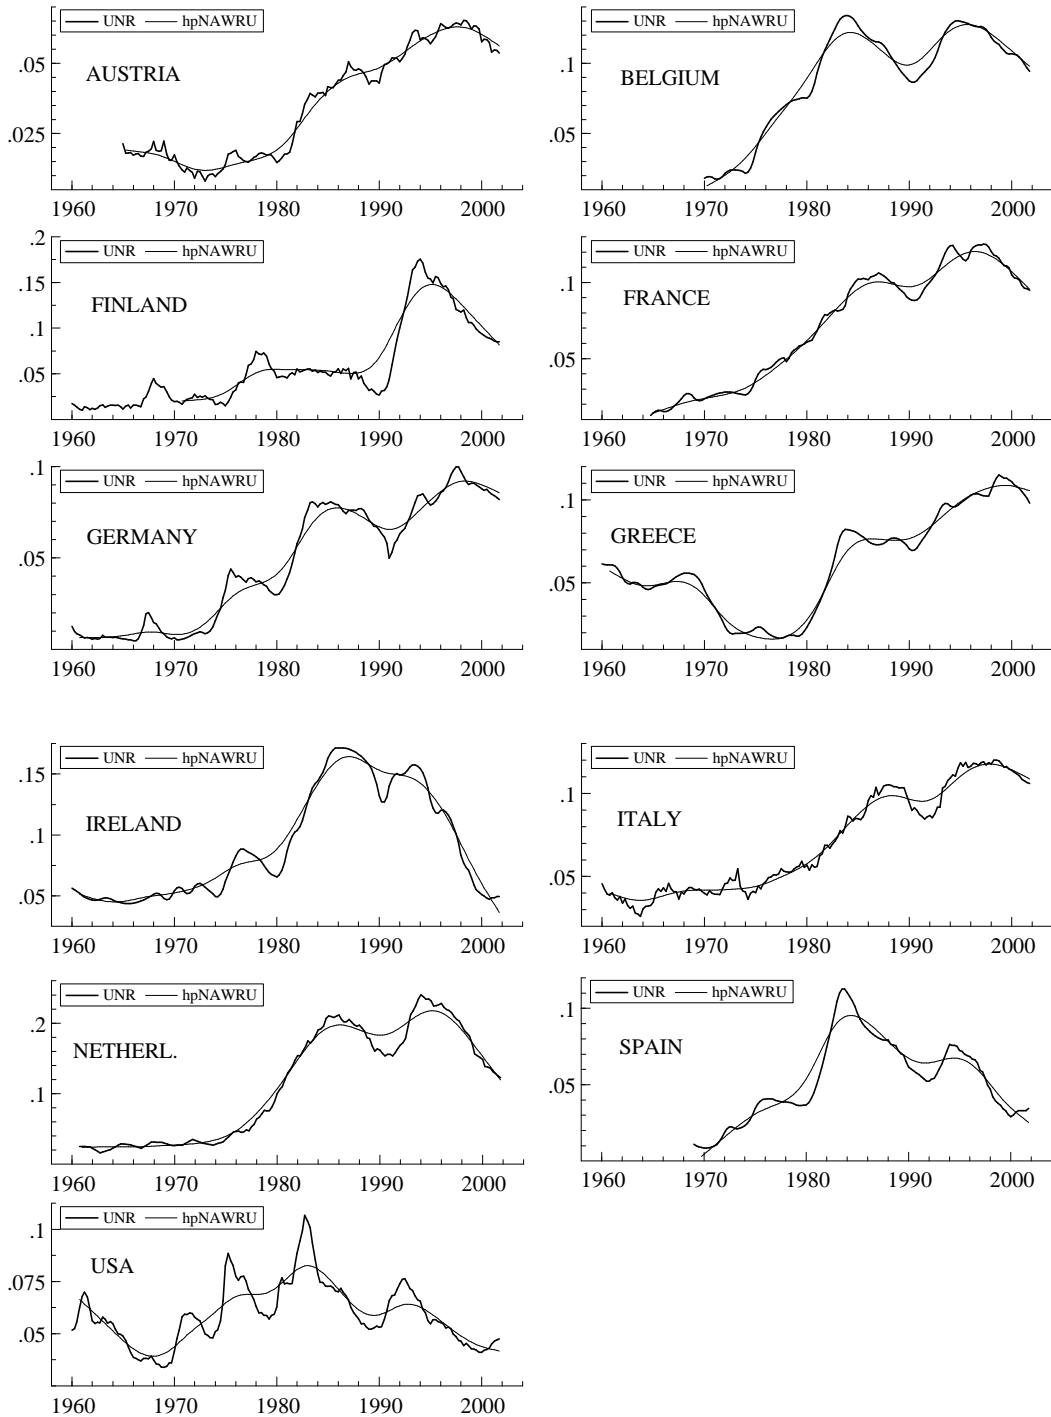 UNR hpNAWRU
AUSTRIA
.05
.025
1960 1970 1980 1990 2000
UNR hpNAWRU
BELGIUM
.1
.05
1960 1970 1980 1990 2000
UNR hpNAWRU
FINLAND
.2
.15
.1
.05
1960 1970 1980 1990 2000
UNR hpNAWRU
FRANCE
.1
.05
1960 1970 1980 1990 2000
UNR hpNAWRU
GERMANY
.1
.05
1960 1970 1980 1990 2000
UNR hpNAWRU
GREECE
.1
.05
1960 1970 1980 1990 2000
UNR hpNAWRU
IRELAND
.15
.1
.05
1960 1970 1980 1990 2000
UNR hpNAWRU
ITALY
.1
.05
1960 1970 1980 1990 2000
UNR hpNAWRU
NETHERL.
.2
.1
1960 1970 1980 1990 2000
UNR hpNAWRU
SPAIN
.1
.05
1960 1970 1980 1990 2000
UNR hpNAWRU
USA
.1
.075
.05
1960 1970 1980 1990 2000